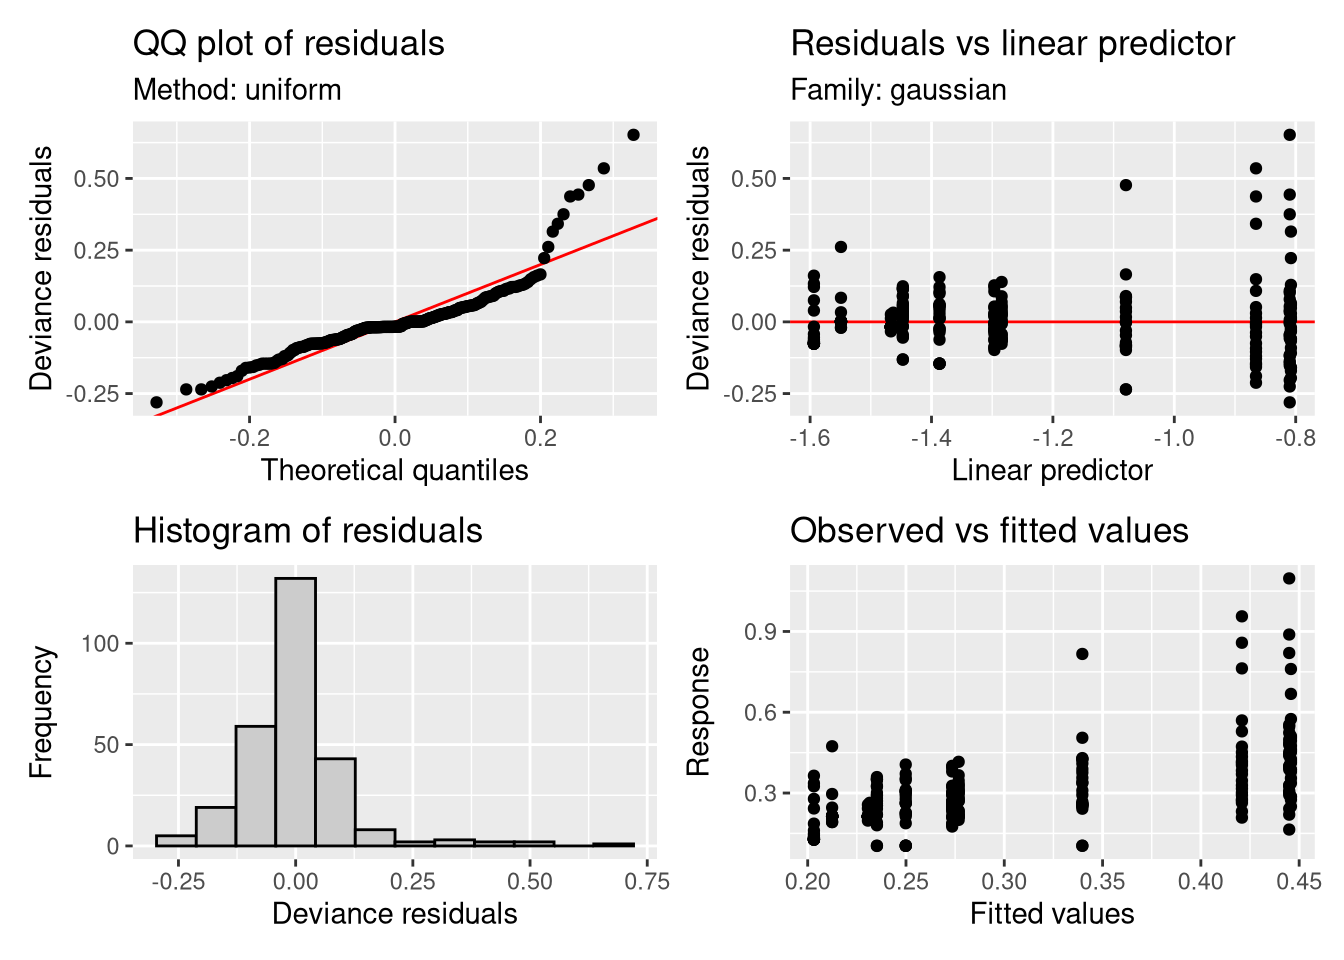 QQ plot of residuals
Method: uniform
Deviance residuals
0.50
0.25
0.00
-0.25
-0.2
0.0
0.2
Theoretical quantiles
Residuals vs linear predictor
Family: gaussian
Deviance residuals
0.50
0.25
0.00
-0.25
-1.6
-1.4
-1.2
-1.0
-0.8
Linear predictor
Histogram of residuals
Frequency
100
50
0
-0.25
0.00
0.25
0.50
0.75
Deviance residuals
Observed vs fitted values
Response
0.9
0.6
0.3
0.20
0.25
0.30
0.35
0.40
0.45
Fitted values